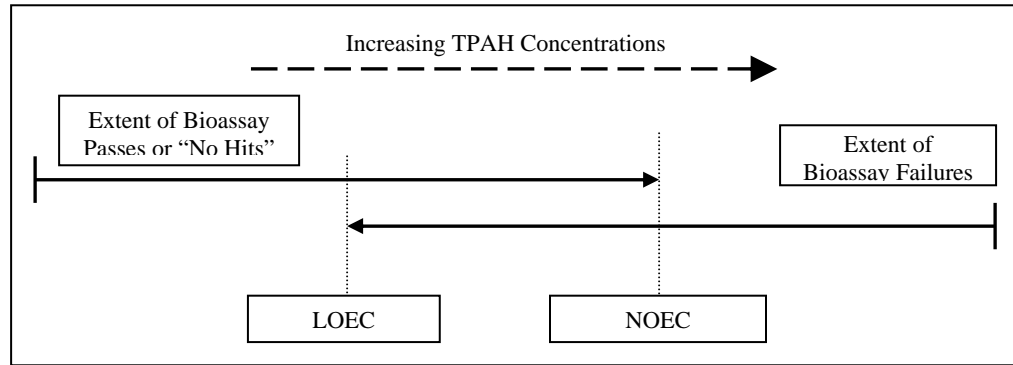 Increasing TPAH Concentrations
Extent of Bioassay
Passes or “No Hits”
Extent of
Bioassay Failures
LOEC
NOEC